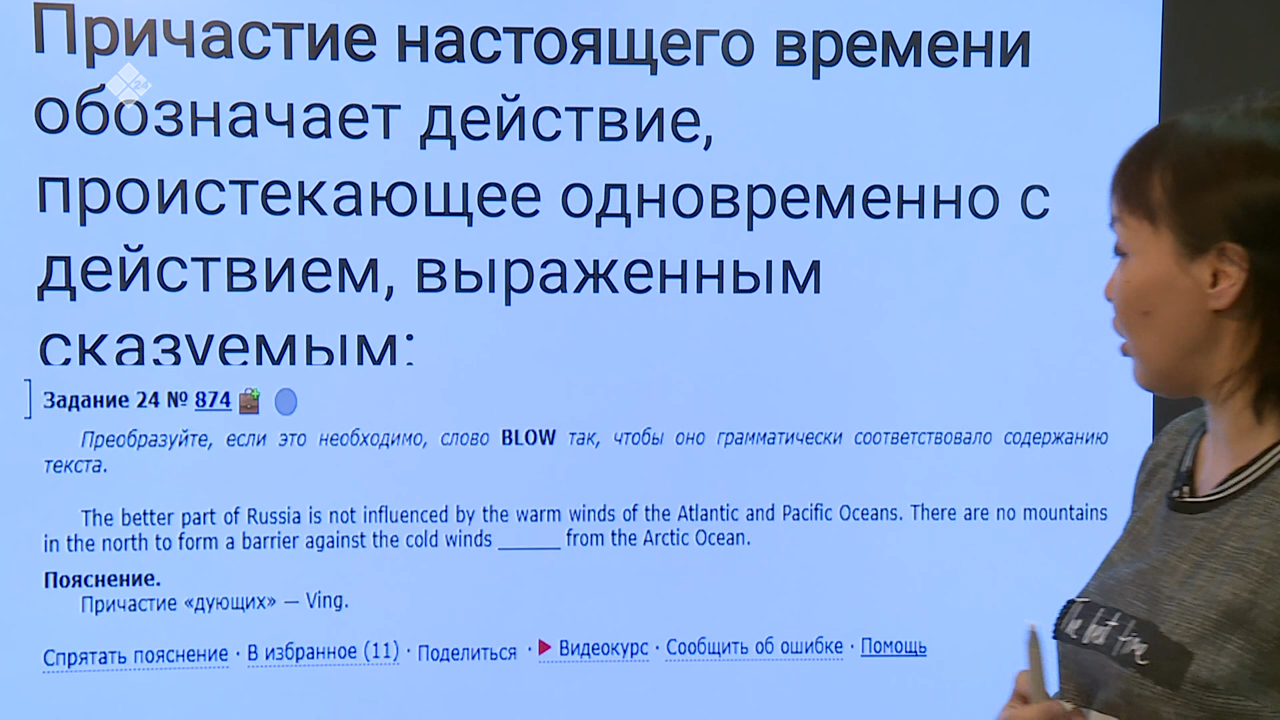 Причастие настоящего времени
24
обозначает действие,
проистекающее одновременно с
действием, выраженным
сказуемым:
Задание 24 № 874
Преобразуйте, если это необходимо, слово BLOW так, чтобы оно грамматически соответствовало содержанию
текста.
The better part of Russia is not influenced by the warm winds of the Atlantic and Pacific Oceans. There are no mountains
in the north to form a barrier against the cold winds ______ from the Arctic Ocean.
Пояснение.
Причастие «дующих» — Ving.
Спрятать пояснение · В избранное (11) · Поделиться · Видеокурс · Сообщить об ошибке · Помощь
The